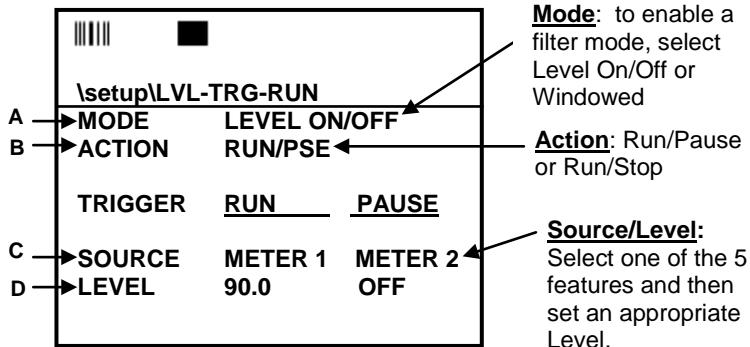 \setup\LVL-TRG-RUN
A
MODE LEVEL ON/OFF
B
ACTION RUN/PSE
TRIGGER RUN PAUSE
C
SOURCE METER 1 METER 2
D
LEVEL 90.0 OFF
Mode: to enable a
filter mode, select
Level On/Off or
Windowed
Action: Run/Pause
or Run/Stop
Source/Level:
Select one of the 5
features and then
set an appropriate
Level.